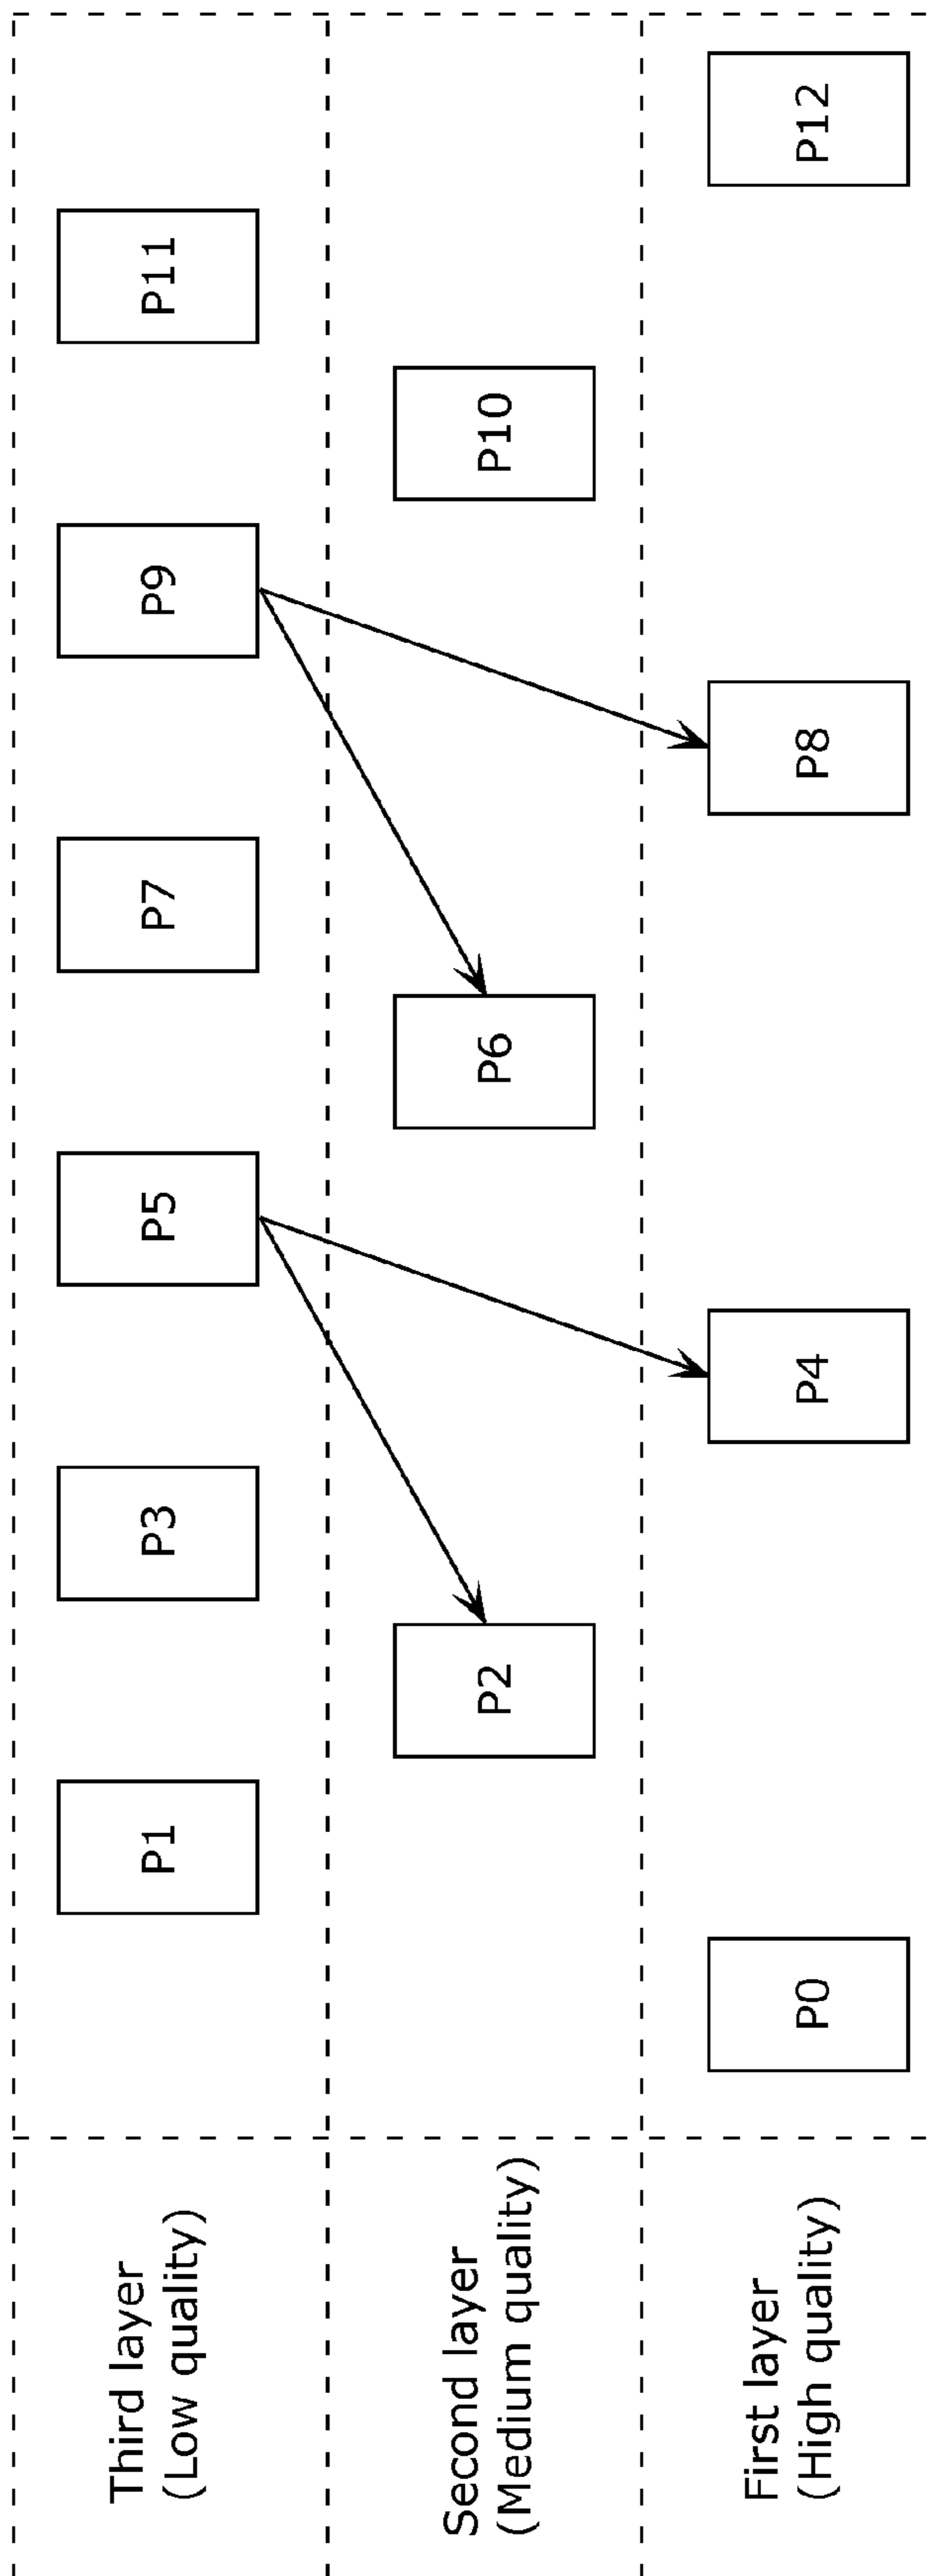 Third layer
(Low quality)
P1
P3
P5
P7
P9
P11
Second layer
(Medium quality)
P2
P6
P10
First layer
(High quality)
P0
P4
P8
P12